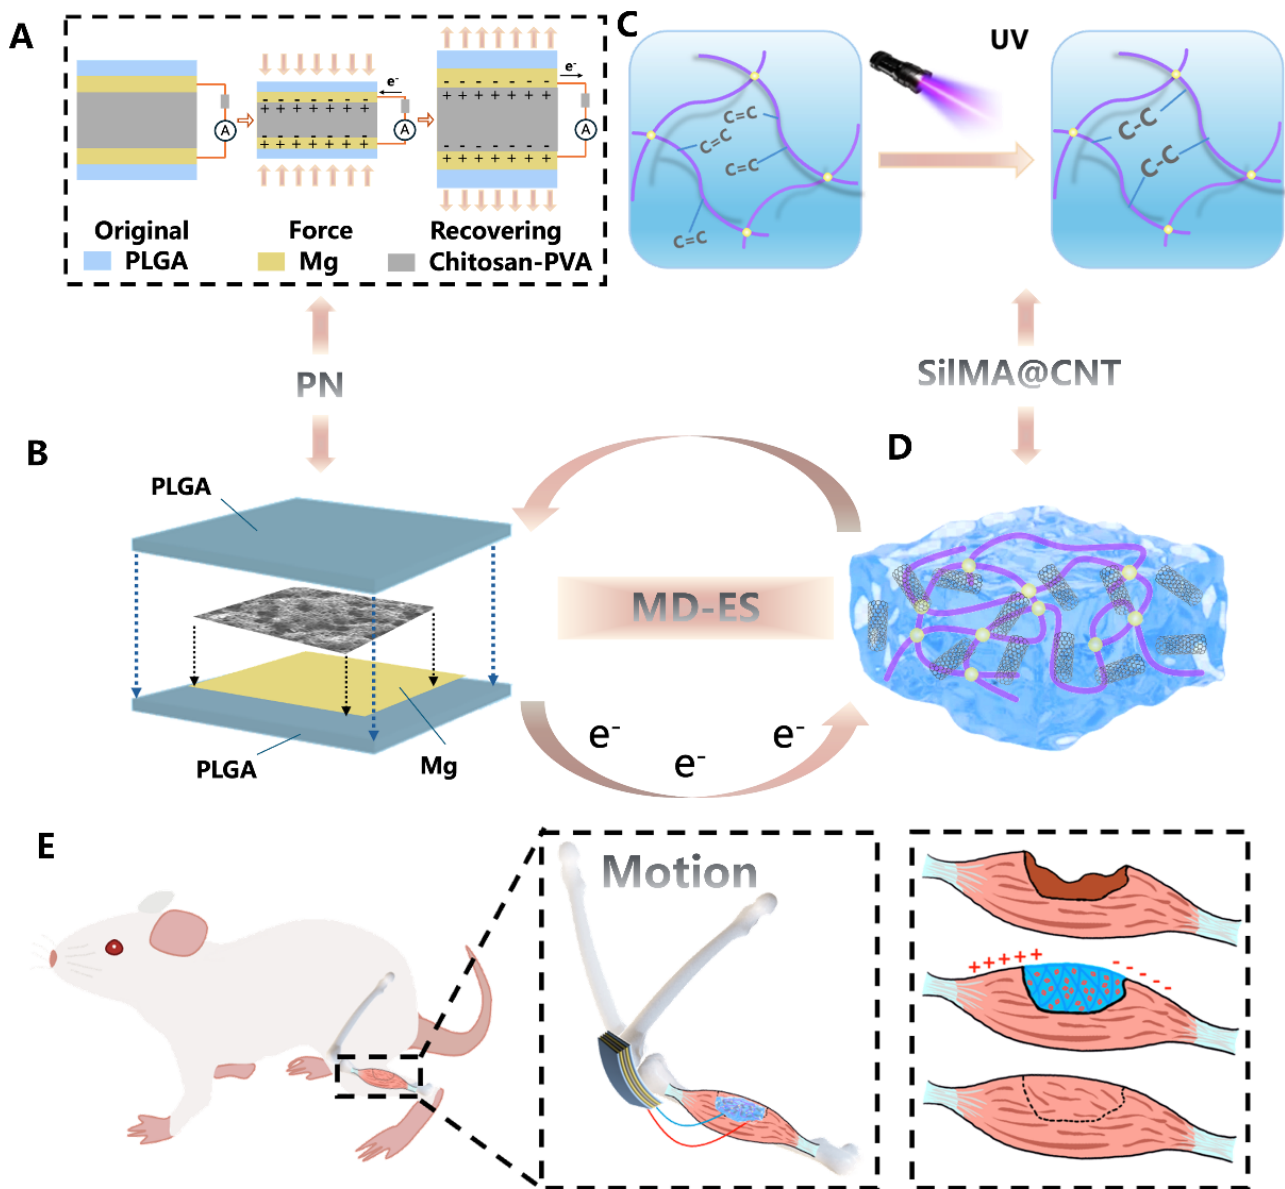 A
e-
e-
A
A
A
+ + + + + + +
- - - - - - -
- - - - - - -
+ + + + + + +
- - - - - - -
+ + + + + + +
- - - - - - -
+ + + + + + +
Original
Force
Recovering
PLGA
Mg
Chitosan-PVA
C
UV
C=C
C=C
C=C
C=C
C-C
C-C
PN
SilMA@CNT
B
PLGA
PLGA
Mg
MD-ES
e-
e-
e-
D
E
Motion
+ + + + +
- - - - -